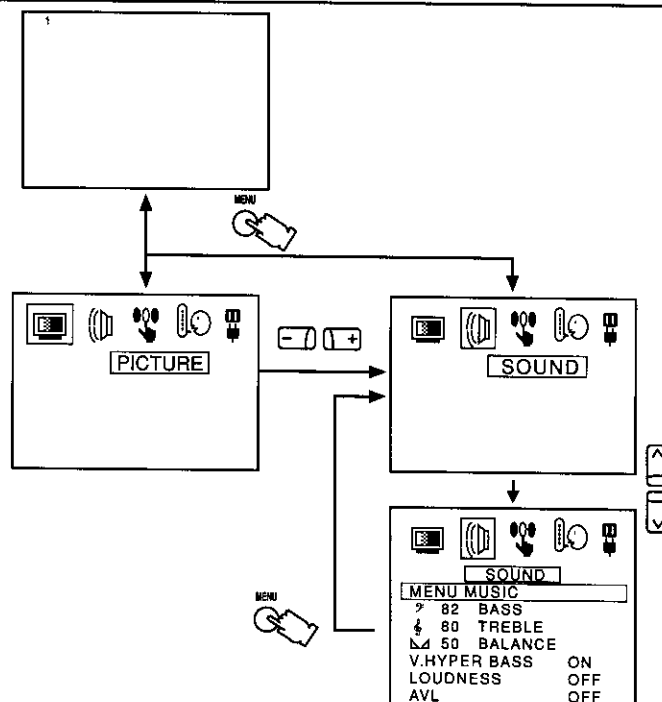 1
MENU
PICTURE
- +
SOUND
SOUND
MENU MUSIC
82 BASS
80 TREBLE
50 BALANCE
V.HYPER BASS ON
LOUDNESS OFF
AVL OFF
MENU